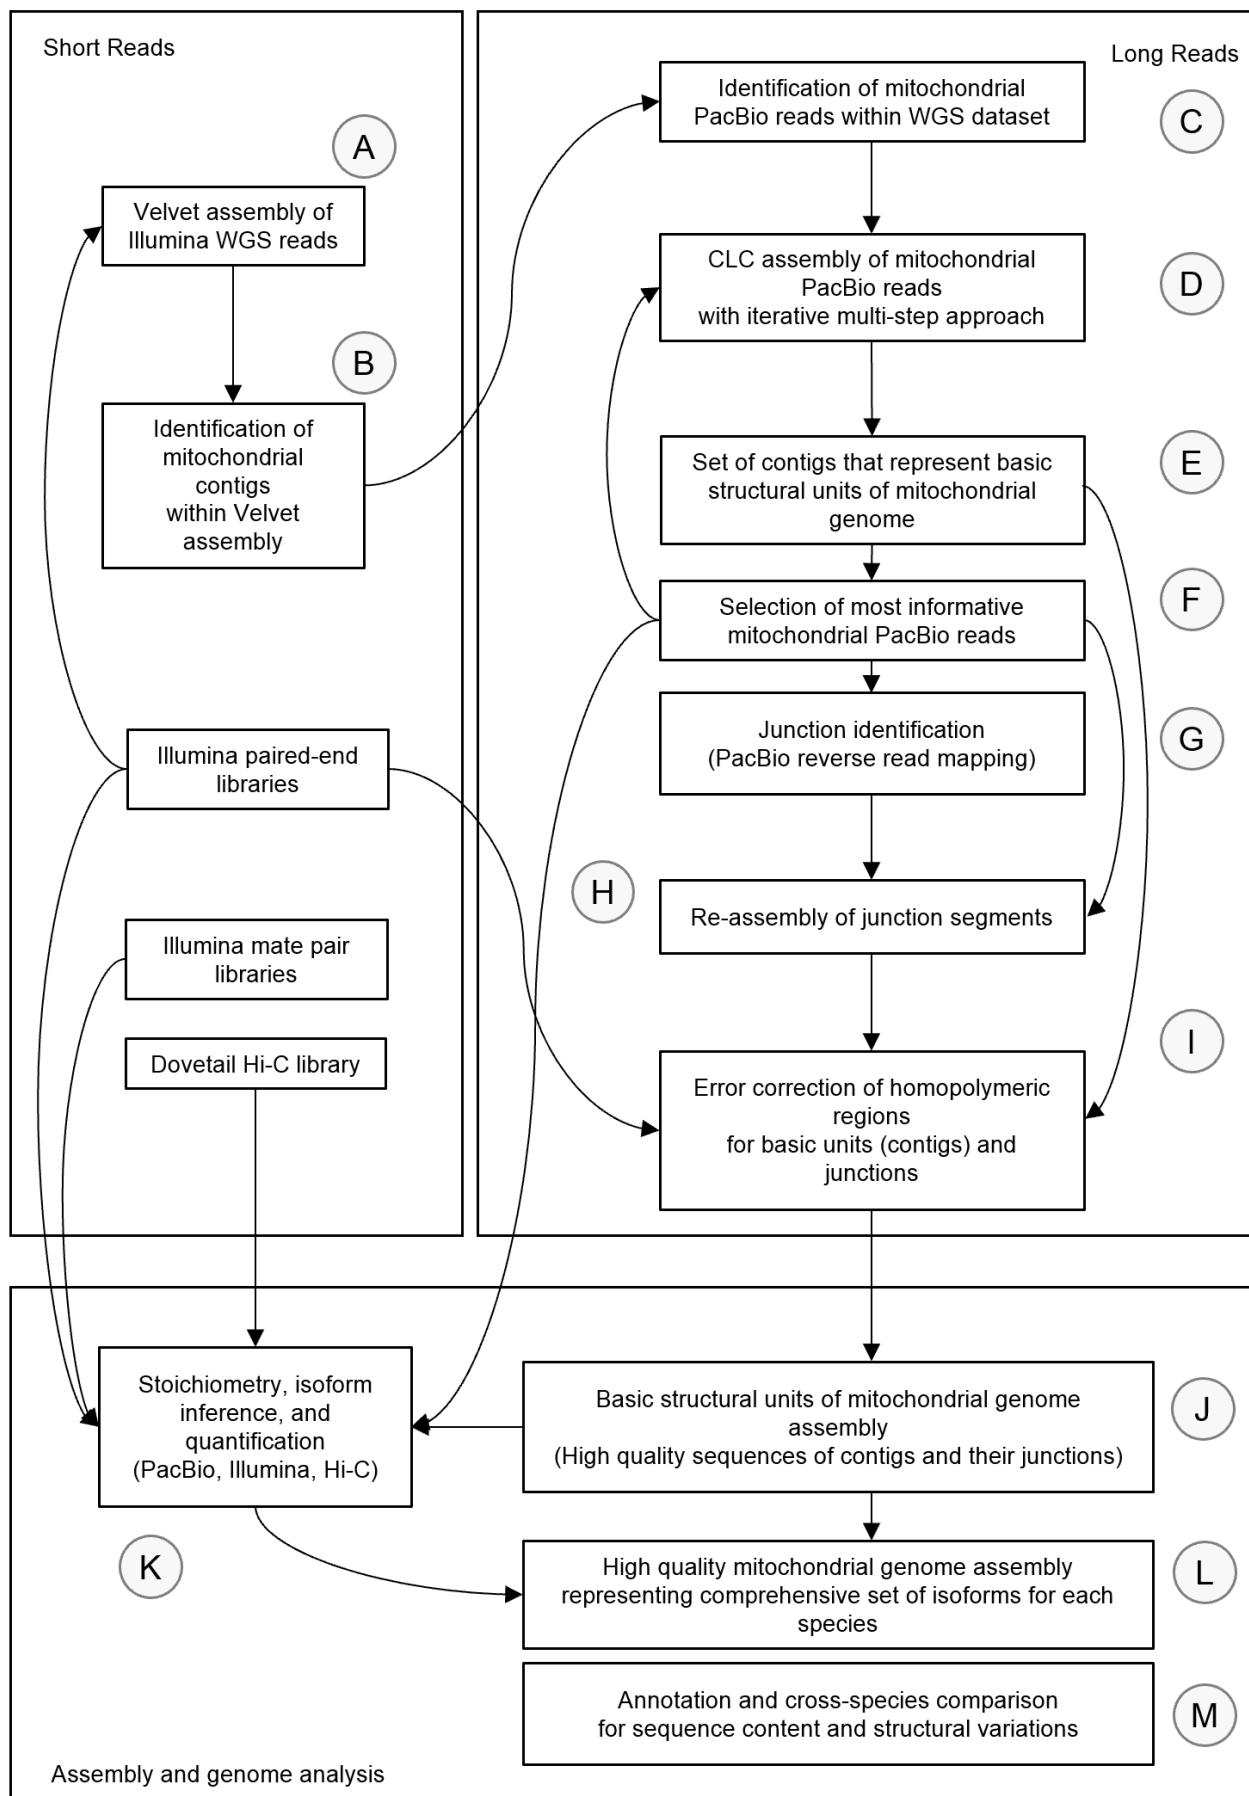 Short Reads
A
Velvet assembly of
Illumina WGS reads
B
Identification of
mitochondrial
contigs
within Velvet
assembly
Illumina paired-end
libraries
Illumina mate pair
libraries
Dovetail Hi-C library
Long Reads
Identification of mitochondrial
PacBio reads within WGS dataset
C
CLC assembly of mitochondrial
PacBio reads
with iterative multi-step approach
D
Set of contigs that represent basic
structural units of mitochondrial
genome
E
Selection of most informative
mitochondrial PacBio reads
F
Junction identification
(PacBio reverse read mapping)
G
H
Re-assembly of junction segments
I
Error correction of homopolymeric
regions
for basic units (contigs) and
junctions
Stoichiometry, isoform
inference, and
quantification
(PacBio, Illumina, Hi-C)
K
Basic structural units of mitochondrial genome
assembly
(High quality sequences of contigs and their junctions)
J
High quality mitochondrial genome assembly
representing comprehensive set of isoforms for each
species
L
Annotation and cross-species comparison
for sequence content and structural variations
M
Assembly and genome analysis